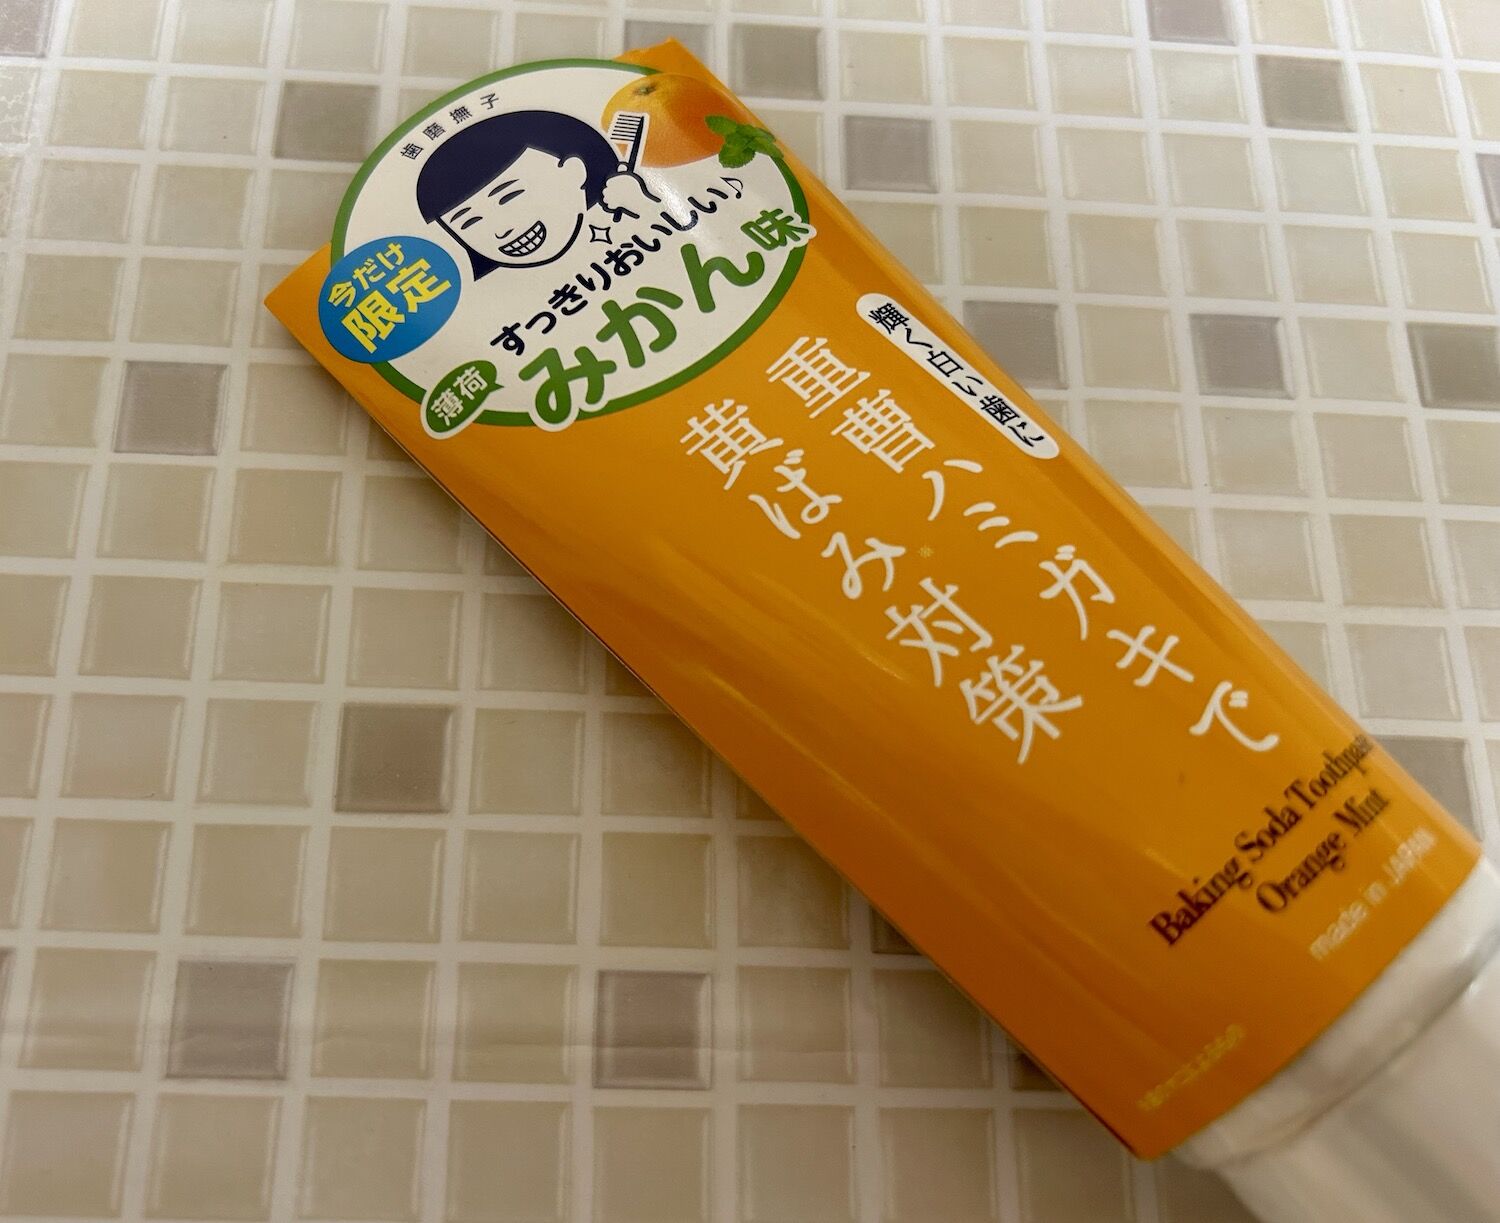 歯磨撫子
今だけ
限定
すっきりおいしい♪
薄荷
みかん味
輝く白い歯に
重曹ハミガキで
黄ばみ※対策
Baking Soda Toothpaste
Orange Mint
made in JAPAN